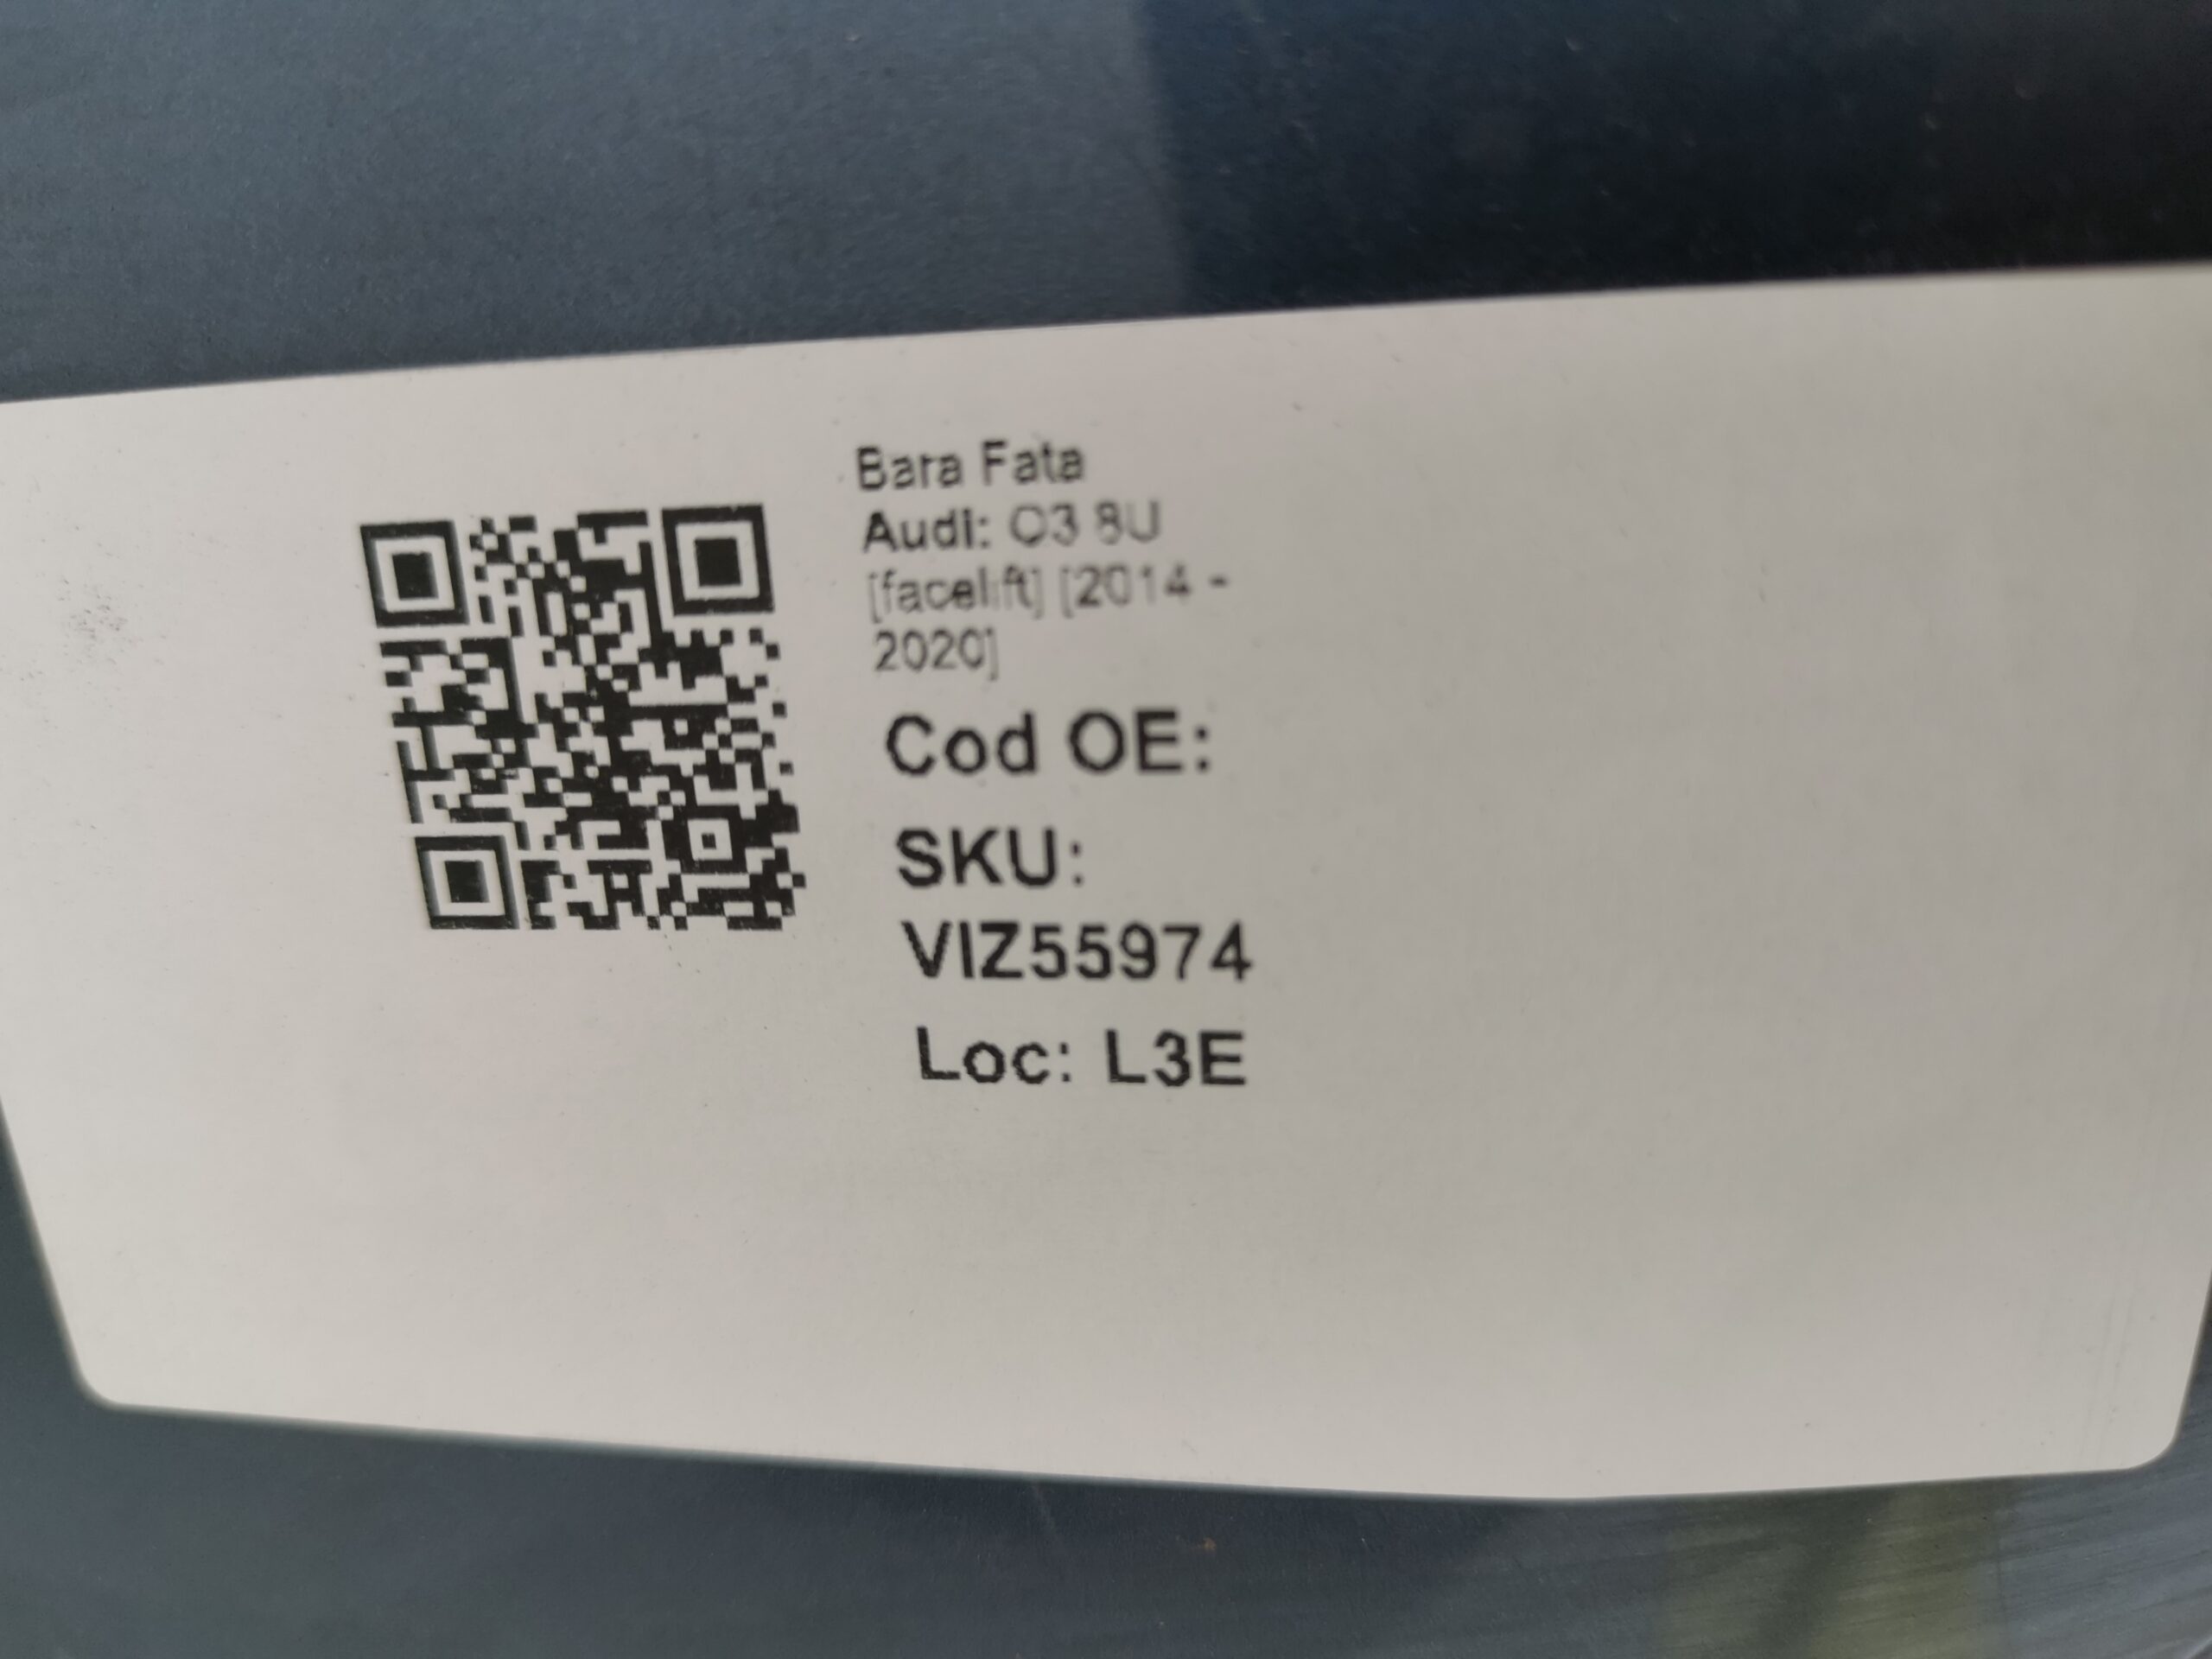 Bara Fata
Audi: Q3 8U
[facelift] [2014 -
2020]
Cod OE:
SKU:
VIZ55974
Loc: L3E